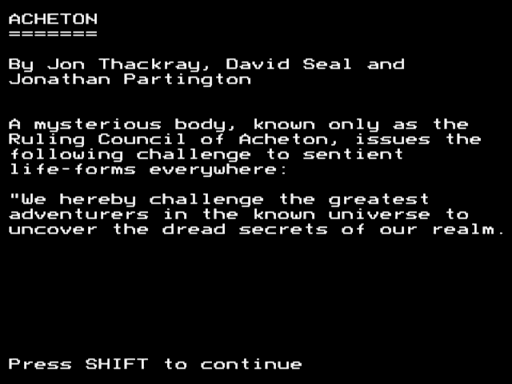 ACHETON
=======
By Jon Thackray, David Seal and
Jonathan Partington
A mysterious body, known only as the
Ruling Council of Acheton, issues the
following challenge to sentient
life-forms everywhere:
"We hereby challenge the greatest
adventurers in the known universe to
uncover the dread secrets of our realm.
Press SHIFT to continue